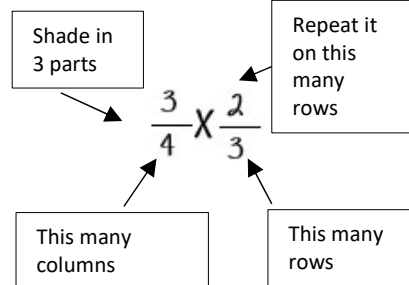 Shade in
3 parts
Repeat it
on this
many
rows
3/4 X 2/3
This many
columns
This many
rows